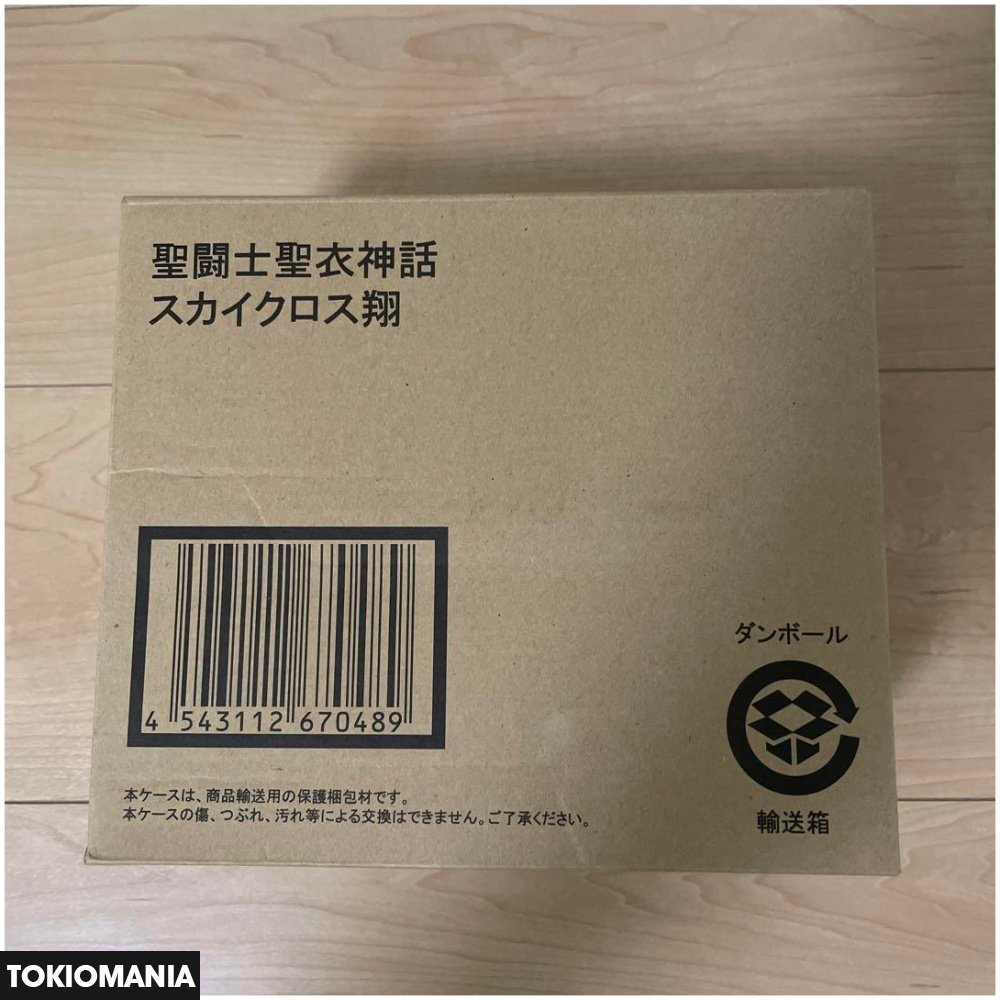 聖闘士聖衣神話
スカイクロス翔
4 543112 670489
ダンボール
輸送箱
本ケースは、商品輸送用の保護梱包材です。
本ケースの傷、つぶれ、汚れ等による交換はできません。ご了承ください。
TOKIOMANIA